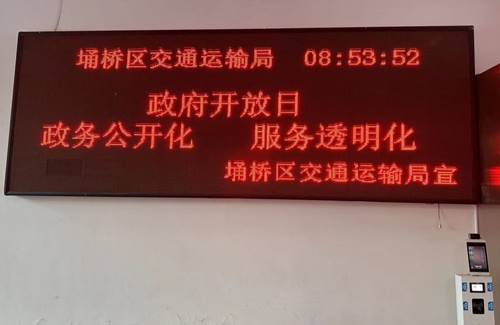 埇桥区交通运输局 08:53:52
政府开放日
政务公开化 服务透明化
埇桥区交通运输局宣